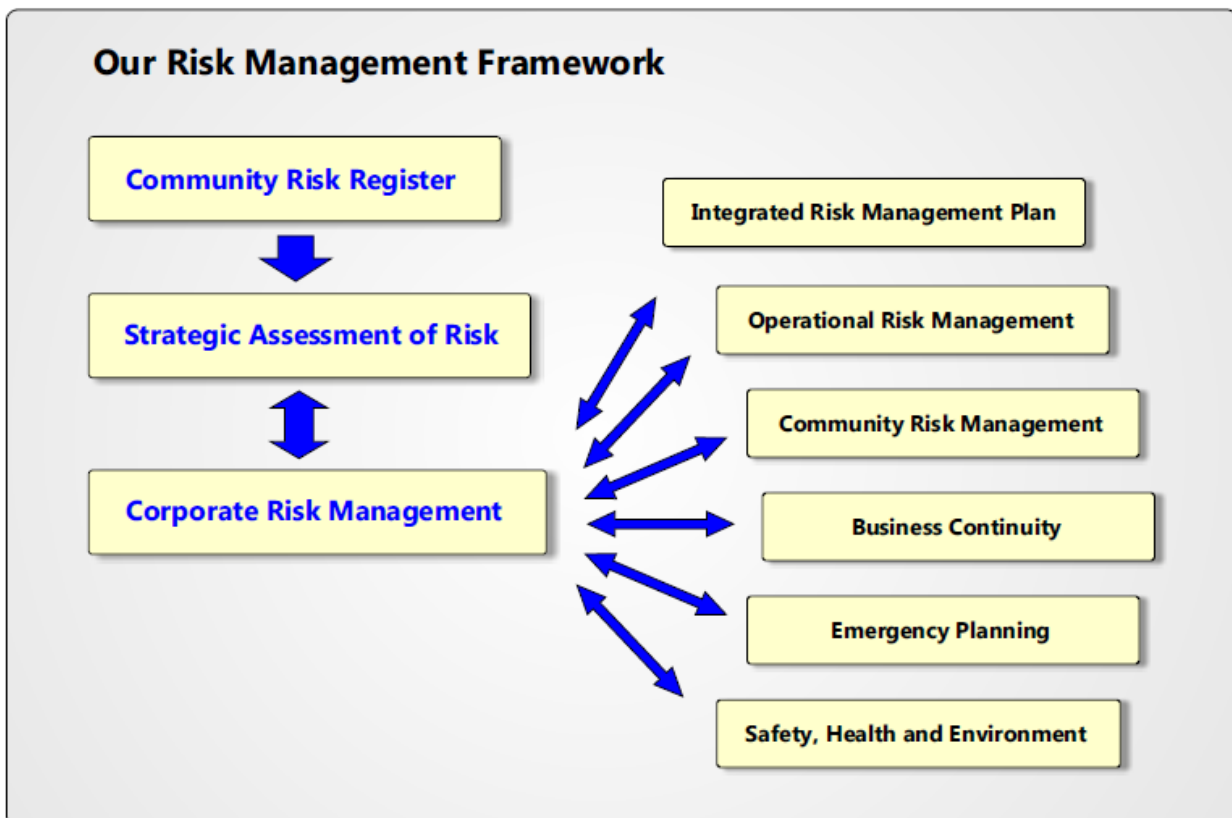 Our Risk Management Framework
Community Risk Register
Strategic Assessment of Risk
Corporate Risk Management
Integrated Risk Management Plan
Operational Risk Management
Community Risk Management
Business Continuity
Emergency Planning
Safety, Health and Environment